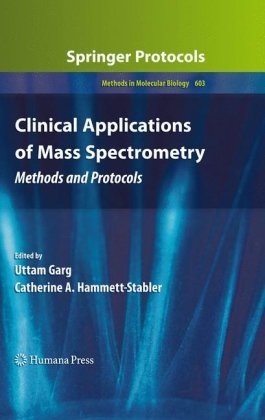 Springer Protocols
Methods in Molecular Biology 603
Clinical Applications
of Mass Spectrometry
Methods and Protocols
Edited by
Uttam Garg
Catherine A. Hammett-Stabler
Humana Press